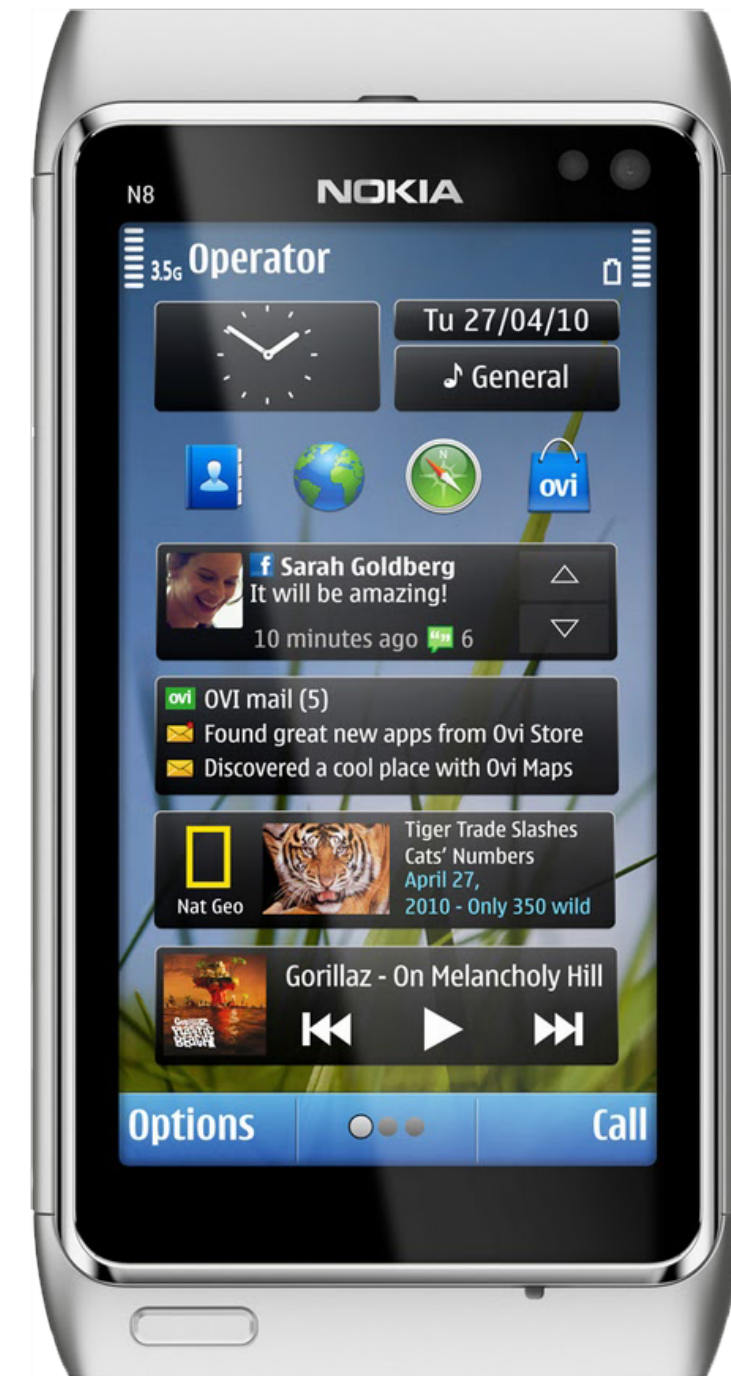 N8
NOKIA
3.5G Operator
Tu 27/04/10
General
N
ovi
f Sarah Goldberg
It will be amazing!
10 minutes ago 6
ovi OVI mail (5)
Found great new apps from Ovi Store
Discovered a cool place with Ovi Maps
Tiger Trade Slashes
Cats' Numbers
April 27,
2010 - Only 350 wild
Nat Geo
Gorillaz - On Melancholy Hill
GORILLAZ
PLASTIC
BEACH
Options
Call